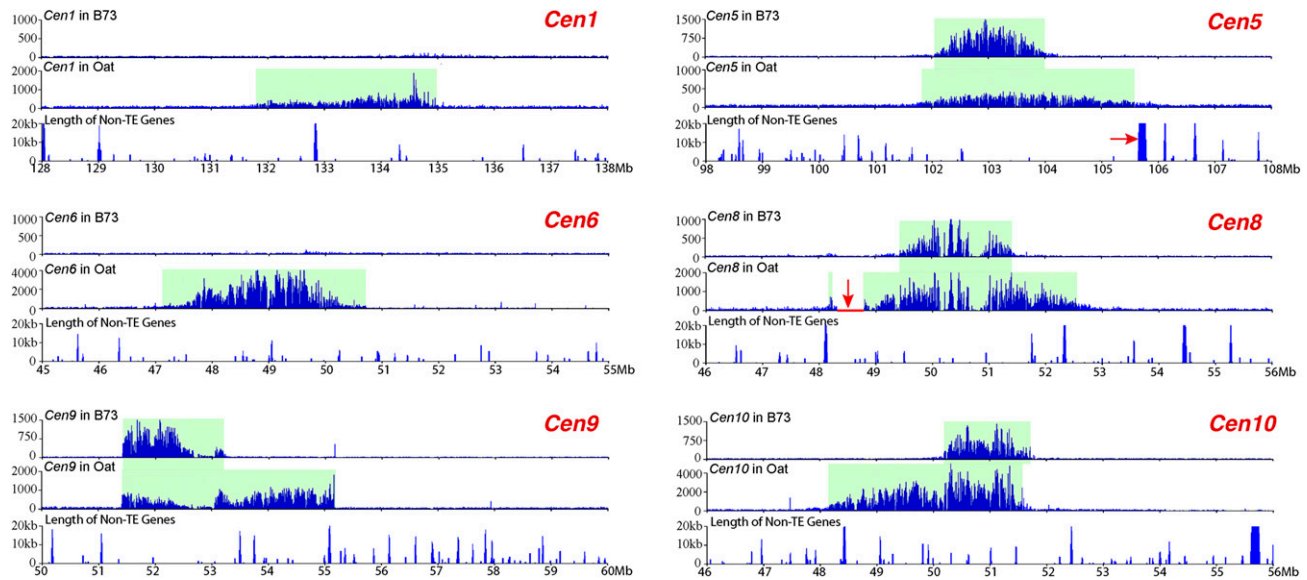 Cen1 in B73
Cen1
1000
500
0
Cen1 in Oat
2000
1000
0
Length of Non-TE Genes
20kb
10kb
0
128 129 130 131 132 133 134 135 136 137 138Mb
Cen5 in B73
Cen5
1500
750
0
Cen5 in Oat
1000
500
0
Length of Non-TE Genes
20kb
10kb
0
98 99 100 101 102 103 104 105 106 107 108Mb
Cen6 in B73
Cen6
1000
500
0
Cen6 in Oat
4000
2000
0
Length of Non-TE Genes
20kb
10kb
0
45 46 47 48 49 50 51 52 53 54 55Mb
Cen8 in B73
Cen8
1000
500
0
Cen8 in Oat
2000
1000
0
Length of Non-TE Genes
20kb
10kb
0
46 47 48 49 50 51 52 53 54 55 56Mb
Cen9 in B73
Cen9
1500
750
0
Cen9 in Oat
2000
1000
0
Length of Non-TE Genes
20kb
10kb
0
50 51 52 53 54 55 56 57 58 59 60Mb
Cen10 in B73
Cen10
1500
750
0
Cen10 in Oat
4000
2000
0
Length of Non-TE Genes
20kb
10kb
0
46 47 48 49 50 51 52 53 54 55 56Mb